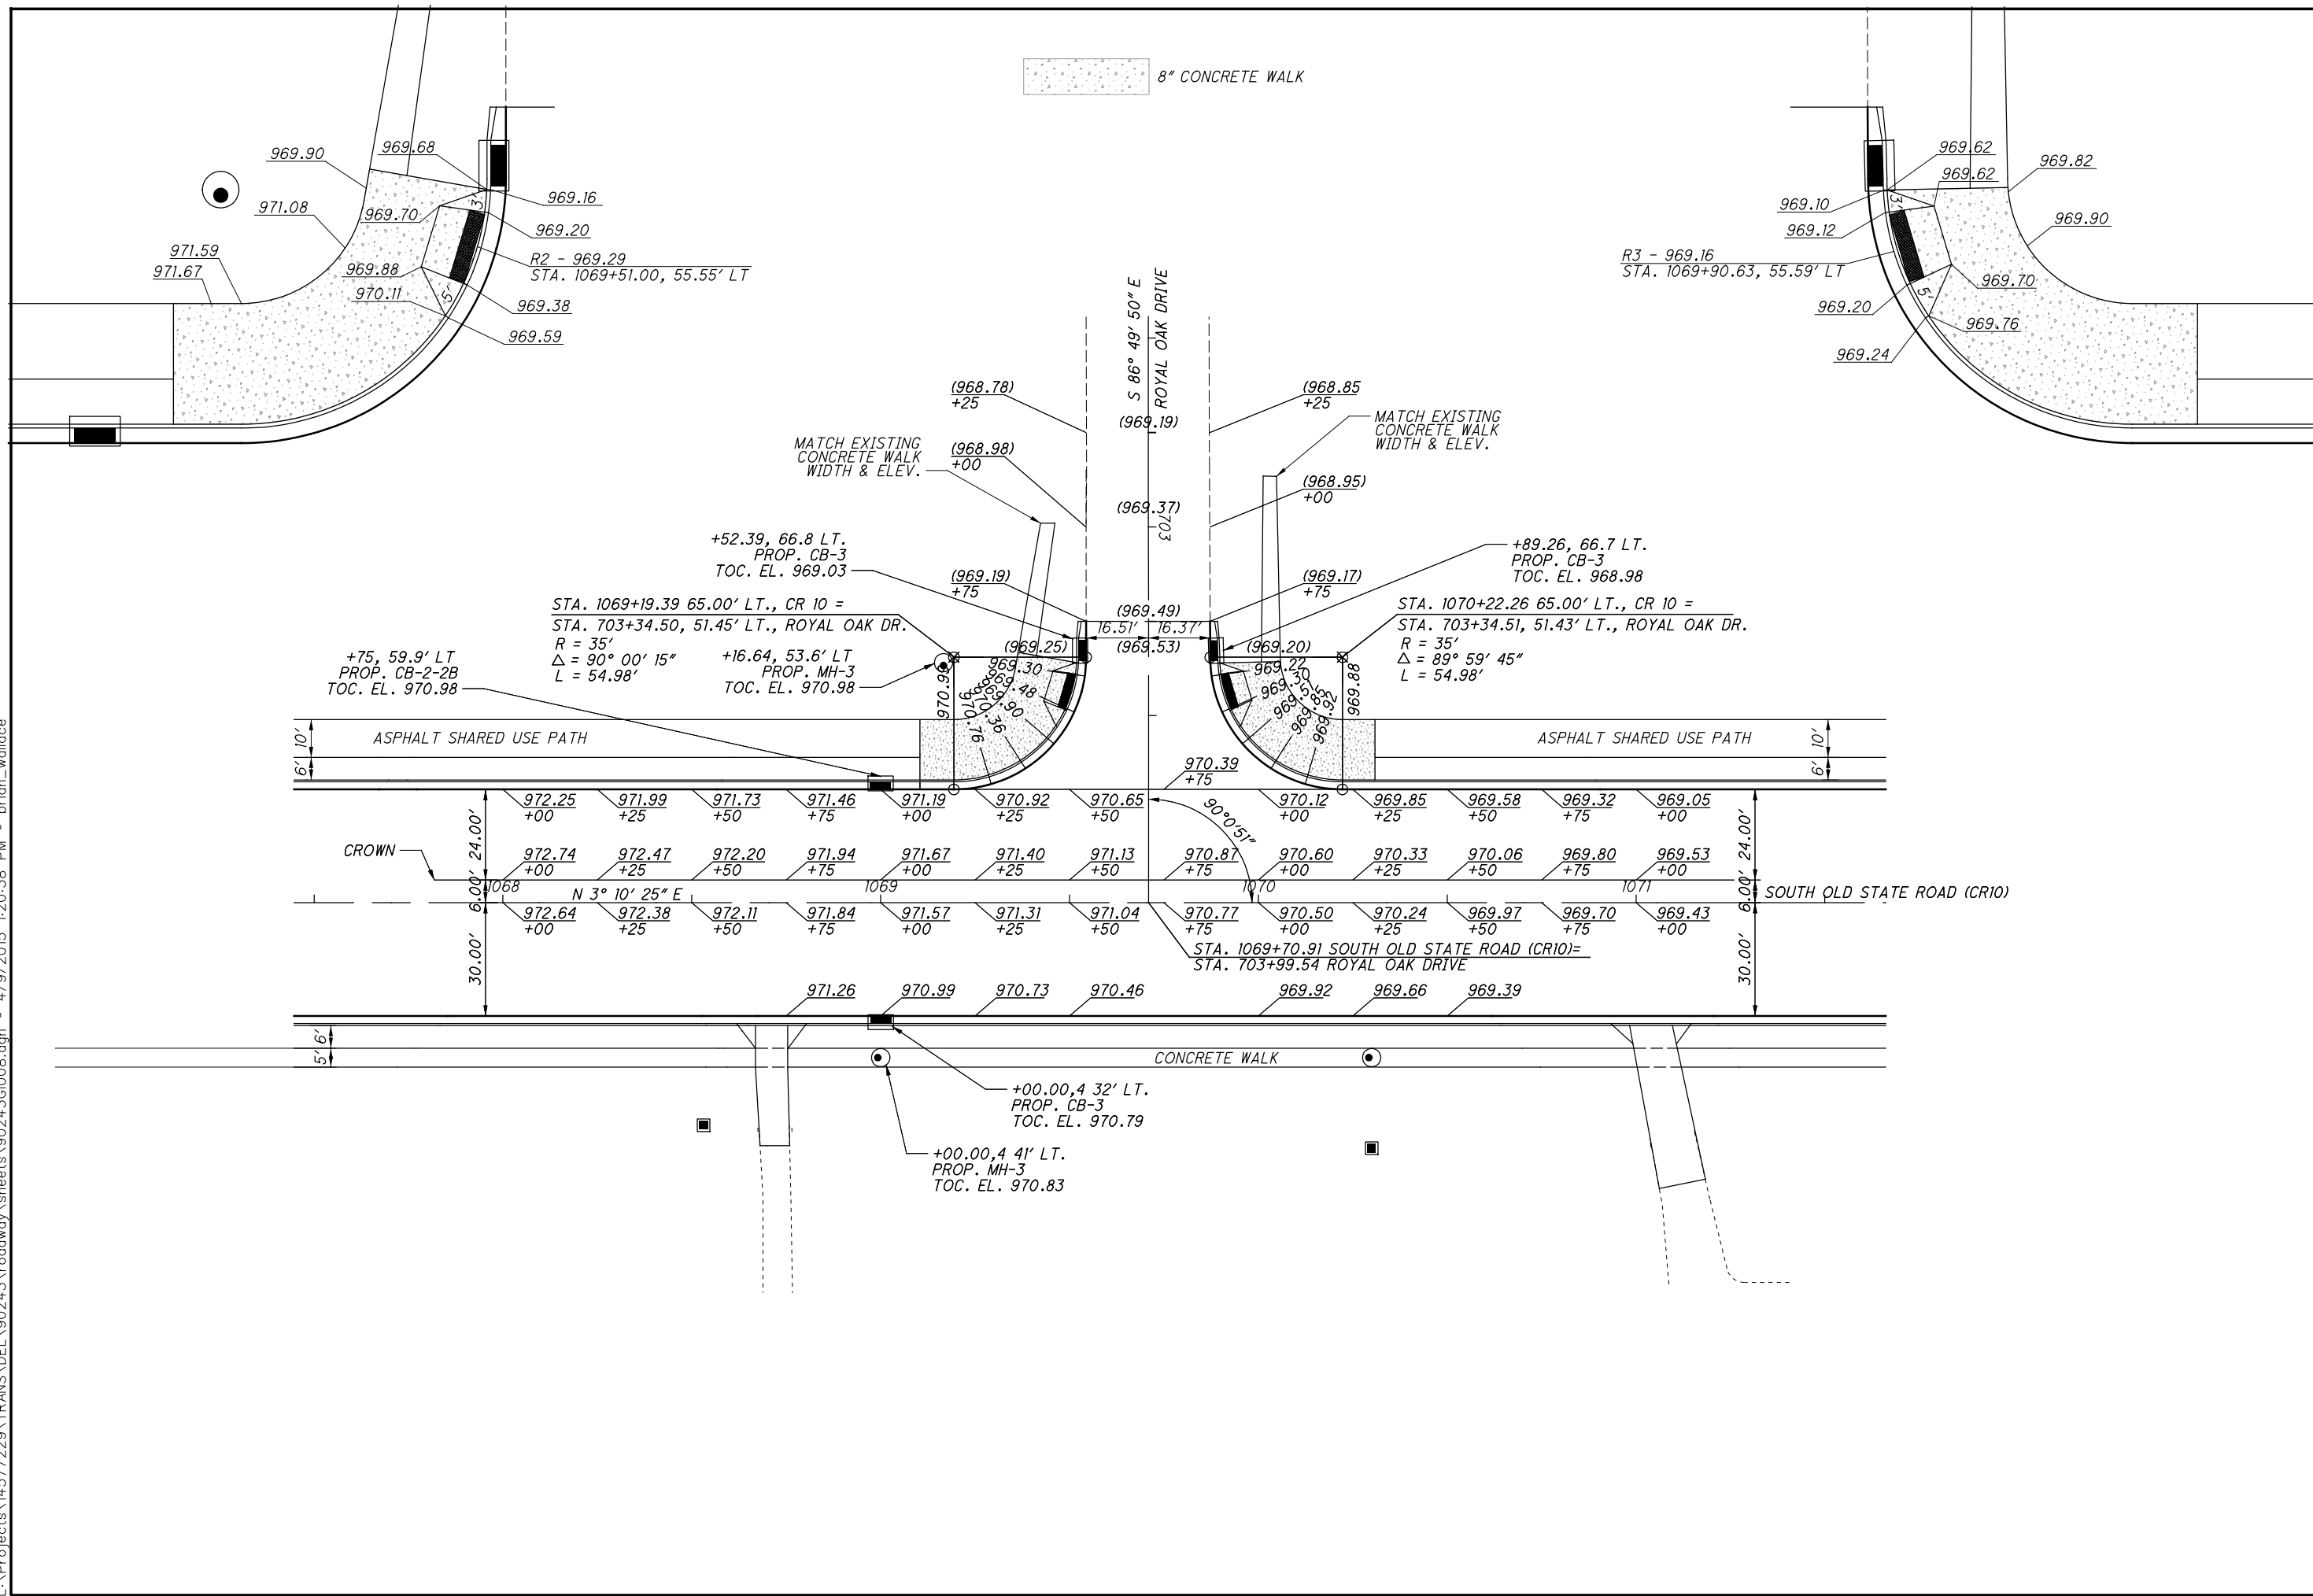 8" CONCRETE WALK
969.90
969.68
971.08
969.70
969.16
971.59
969.20
971.67
969.88
R2 - 969.29
STA. 1069+51.00, 55.55' LT
970.11
969.38
969.59
3'
5'
969.62
969.82
969.62
969.10
969.12
969.90
R3 - 969.16
STA. 1069+90.63, 55.59' LT
969.70
969.20
969.76
969.24
3'
5'
S 86° 49' 50" E
ROYAL OAK DRIVE
(968.78)
+25
(968.85
+25
(969.19)
MATCH EXISTING
CONCRETE WALK
WIDTH & ELEV.
MATCH EXISTING
CONCRETE WALK
WIDTH & ELEV.
(968.98)
+00
(968.95)
+00
(969.37)
703
+52.39, 66.8 LT.
PROP. CB-3
TOC. EL. 969.03
+89.26, 66.7 LT.
PROP. CB-3
TOC. EL. 968.98
(969.19)
+75
(969.17)
+75
(969.49)
16.51'
16.37'
(969.53)
(969.25)
(969.20)
STA. 1069+19.39 65.00' LT., CR 10 =
STA. 703+34.50, 51.45' LT., ROYAL OAK DR.
R = 35'
△ = 90° 00' 15"
L = 54.98'
STA. 1070+22.26 65.00' LT., CR 10 =
STA. 703+34.51, 51.43' LT., ROYAL OAK DR.
R = 35'
△ = 89° 59' 45"
L = 54.98'
+75, 59.9' LT
PROP. CB-2-2B
TOC. EL. 970.98
+16.64, 53.6' LT
PROP. MH-3
TOC. EL. 970.98
969.30
969.48
969.90
970.36
970.76
969.22
969.30
969.57
969.85
969.92
969.88
10'
6'
ASPHALT SHARED USE PATH
ASPHALT SHARED USE PATH
10'
6'
970.39
+75
972.25 971.99 971.73 971.46 971.19 970.92 970.65 970.12 969.85 969.58 969.32 969.05
+00 +25 +50 +75 +00 +25 +50 +00 +25 +50 +75 +00
90°0'51"
24.00'
24.00'
CROWN
972.74 972.47 972.20 971.94 971.67 971.40 971.13 970.87 970.60 970.33 970.06 969.80 969.53
+00 +25 +50 +75 +00 +25 +50 +75 +00 +25 +50 +75 +00
6.00'
1068 1069 1070 1071
6.00'
N 3° 10' 25" E
SOUTH OLD STATE ROAD (CR10)
972.64 972.38 972.11 971.84 971.57 971.31 971.04 970.77 970.50 970.24 969.97 969.70 969.43
+00 +25 +50 +75 +00 +25 +50 +75 +00 +25 +50 +75 +00
STA. 1069+70.91 SOUTH OLD STATE ROAD (CR10)=
STA. 703+99.54 ROYAL OAK DRIVE
30.00'
30.00'
971.26 970.99 970.73 970.46 969.92 969.66 969.39
5' 6'
CONCRETE WALK
+00.00,4 32' LT.
PROP. CB-3
TOC. EL. 970.79
+00.00,4 41' LT.
PROP. MH-3
TOC. EL. 970.83